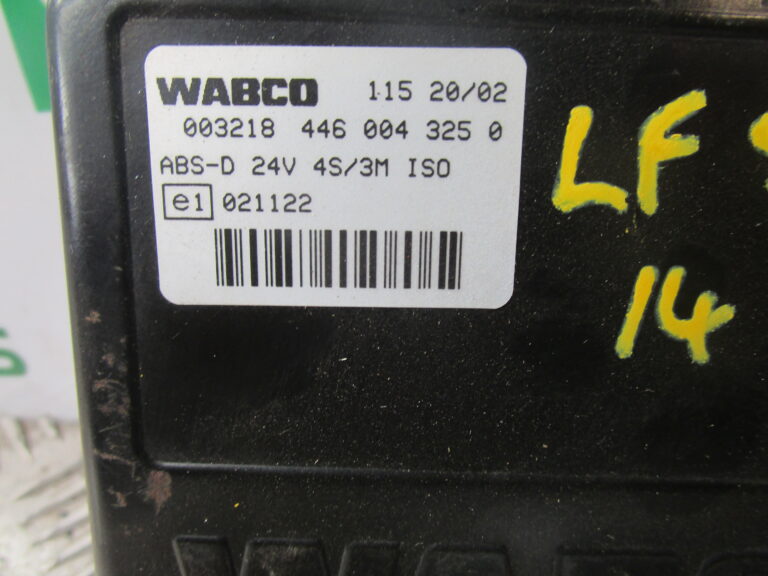 WABCO 115 20/02
003218 446 004 325 0
ABS-D 24V 4S/3M ISO
e1 021122
LF
14